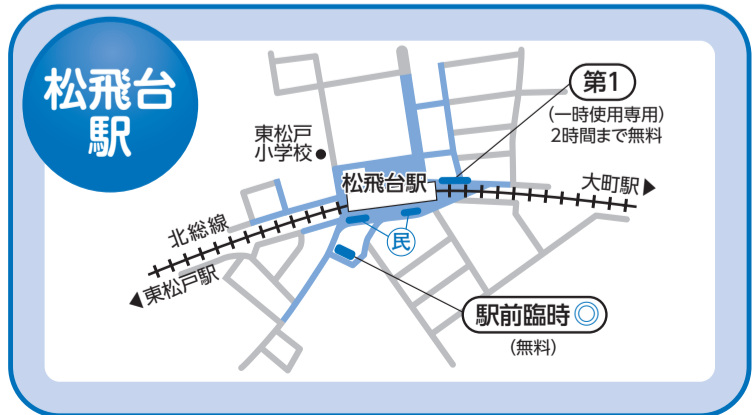 松飛台
駅
第1
(一時使用専用)
2時間まで無料
東松戸
小学校
松飛台駅
大町駅▶
北総線
民
◀東松戸駅
駅前臨時◎
(無料)